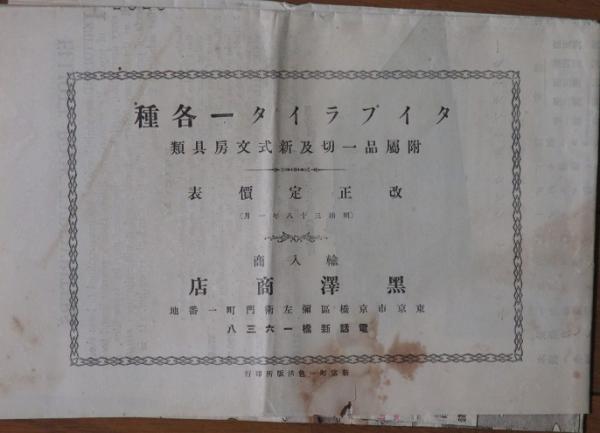 タイプライター各種
附屬品一切及新式文房具類
改正定價表
(明治三十八年一月)
輸入商
黑澤商店
東京市京橋區彌左衛門町一番地
電話新橋一六三八